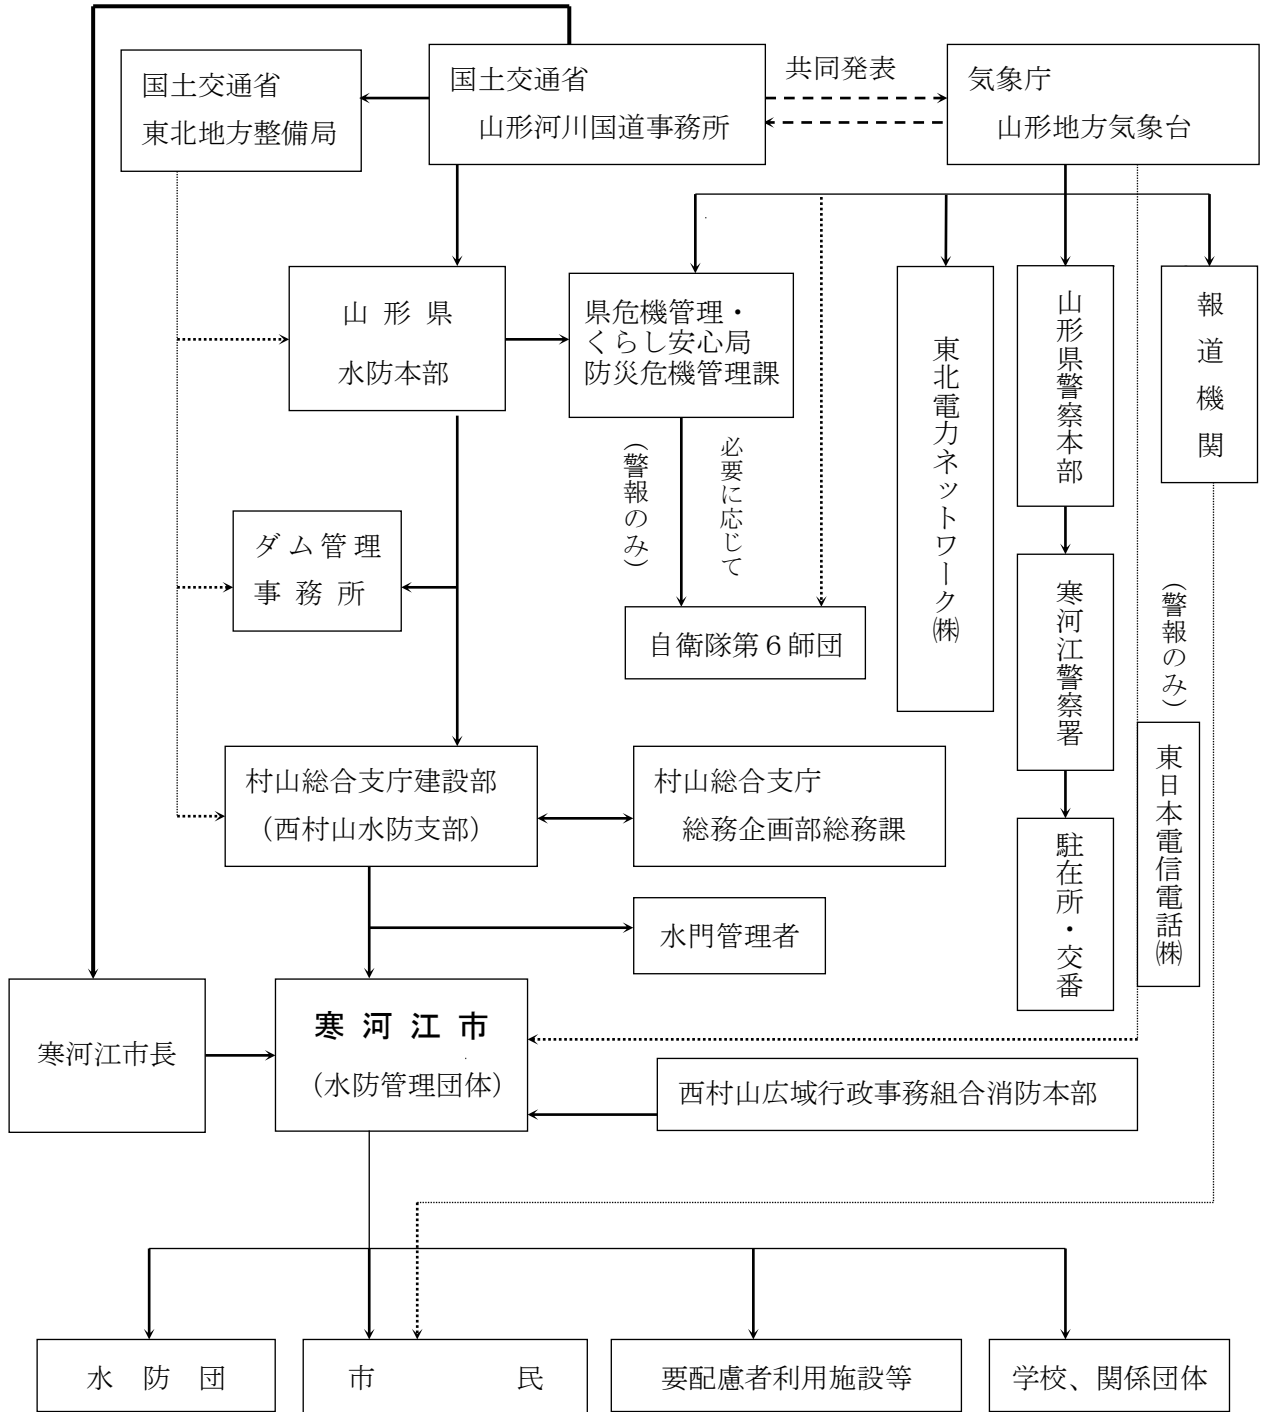 国土交通省
東北地方整備局
国土交通省
山形河川国道事務所
共同発表
気象庁
山形地方気象台
山形県
水防本部
県危機管理・
くらし安心局
防災危機管理課
東北電力ネットワーク㈱
山形県警察本部
報道機関
（警報のみ）
必要に応じて
ダム管理
事務所
自衛隊第６師団
寒河江警察署
（警報のみ）
村山総合支庁建設部
（西村山水防支部）
村山総合支庁
総務企画部総務課
東日本電信電話㈱
駐在所・交番
水門管理者
寒河江市長
寒河江市
（水防管理団体）
西村山広域行政事務組合消防本部
水防団
市民
要配慮者利用施設等
学校、関係団体